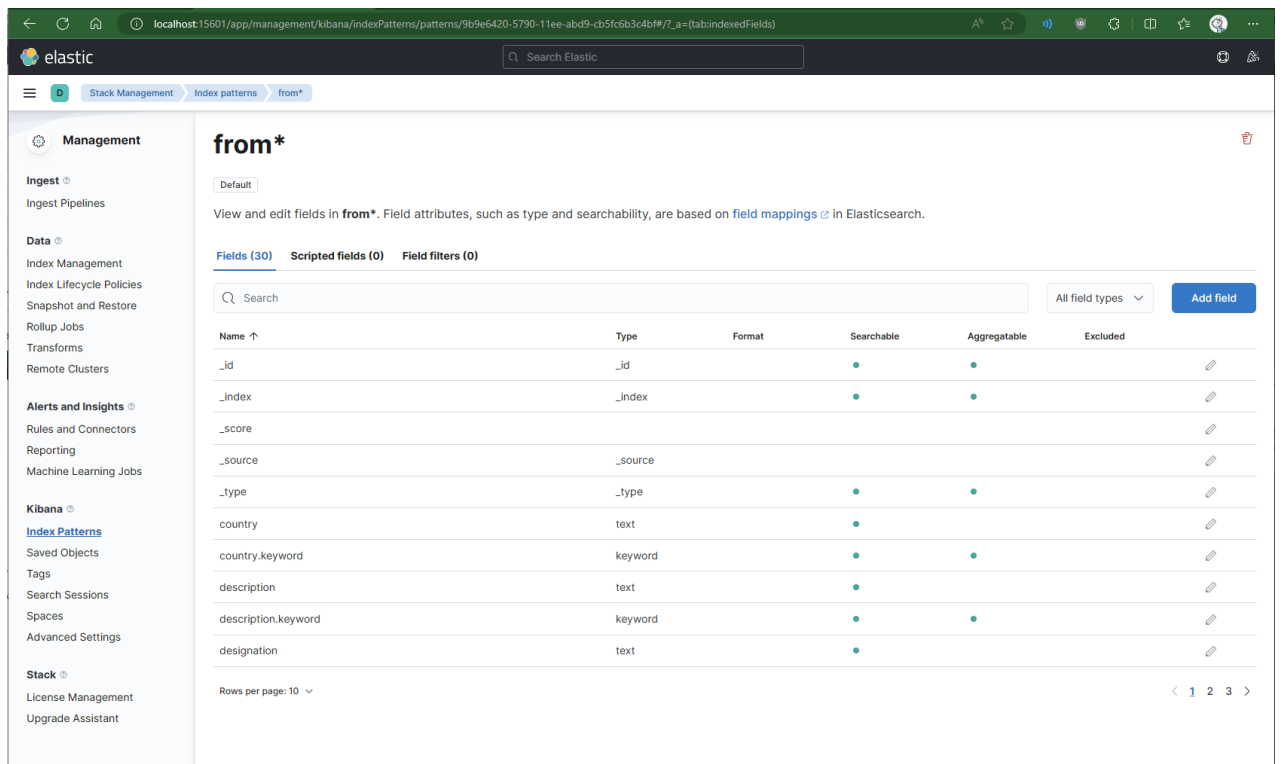 localhost:15601/app/management/kibana/indexPatterns/patterns/9b9e6420-5790-11ee-abd9-cb5fc6b3c4bf#/?_a=(tab:indexedFields)
elastic
Search Elastic
D
Stack Management
Index patterns
from*
Management
Ingest
Ingest Pipelines
Data
Index Management
Index Lifecycle Policies
Snapshot and Restore
Rollup Jobs
Transforms
Remote Clusters
Alerts and Insights
Rules and Connectors
Reporting
Machine Learning Jobs
Kibana
Index Patterns
Saved Objects
Tags
Search Sessions
Spaces
Advanced Settings
Stack
License Management
Upgrade Assistant
from*
Default
View and edit fields in from*. Field attributes, such as type and searchability, are based on field mappings in Elasticsearch.
Fields (30) Scripted fields (0) Field filters (0)
Search
All field types
Add field
Name Type Format Searchable Aggregatable Excluded
_id _id
_index _index
_score
_source _source
_type _type
country text
country.keyword keyword
description text
description.keyword keyword
designation text
Rows per page: 10
1 2 3